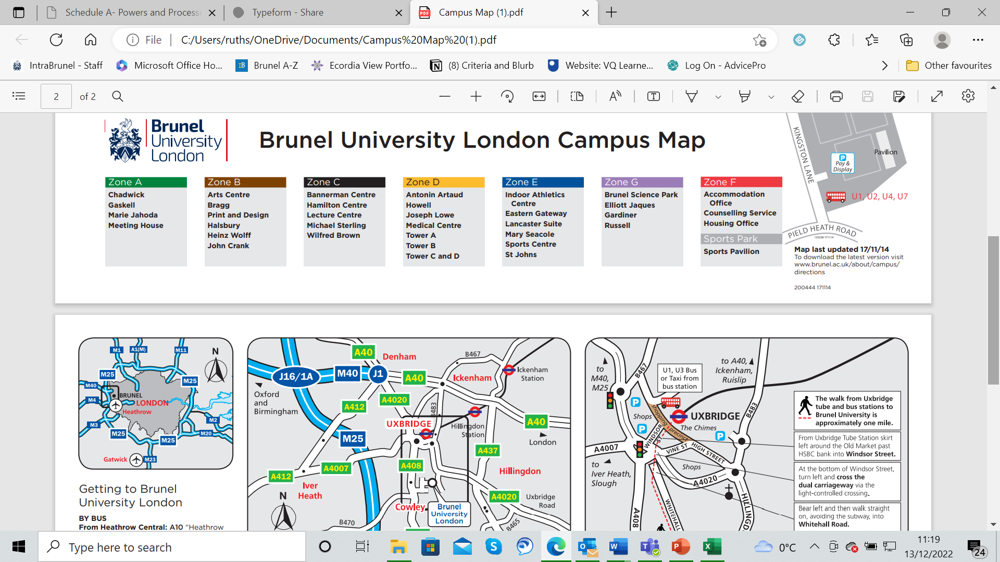 Schedule A- Powers and Processe
Typeform - Share
Campus Map (1).pdf
File
C:/Users/ruths/OneDrive/Documents/Campus%20Map%20(1).pdf
IntraBrunel - Staff
Microsoft Office Ho...
Brunel A-Z
Ecordia View Portfo...
(8) Criteria and Blurb
Website: VQ Learne...
Log On - AdvicePro
Other favourites
2
of 2
Brunel
University
London
Brunel University London Campus Map
KINGSTON LANE
Pavilion
P
Pay &
Display
U1, U2, U4, U7
PIELD HEATH ROAD
133238 171114
Zone A
Chadwick
Gaskell
Marie Jahoda
Meeting House
Zone B
Arts Centre
Bragg
Print and Design
Halsbury
Heinz Wolff
John Crank
Zone C
Bannerman Centre
Hamilton Centre
Lecture Centre
Michael Sterling
Wilfred Brown
Zone D
Antonin Artaud
Howell
Joseph Lowe
Medical Centre
Tower A
Tower B
Tower C and D
Zone E
Indoor Athletics
Centre
Eastern Gateway
Lancaster Suite
Mary Seacole
Sports Centre
St Johns
Zone G
Brunel Science Park
Elliott Jaques
Gardiner
Russell
Zone F
Accommodation
Office
Counselling Service
Housing Office
Sports Park
Sports Pavilion
Map last updated 17/11/14
To download the latest version visit
www.brunel.ac.uk/about/campus/
directions
200444 171114
M1
A1(M)
M11
N
M25
M25
M40
BRUNEL
M4
LONDON
Heathrow
M3
M2
M25
M20
M25
Gatwick
M23
Getting to Brunel
University London
BY BUS
From Heathrow Central: A10 “Heathrow
A40
Denham
B467
J16/1A
M40
J1
A40
Ickenham
Ickenham
Station
Oxford
and
Birmingham
A4020
A412
B483
UXBRIDGE
Hillingdon
Station
A40
London
M25
A437
A408
A4007
Hillingdon
A412
Iver
Heath
N
A4020
Uxbridge
Road
Cowley
Brunel
University
London
B470
B465
to
M40,
M25
B467
U1, U3 Bus
or Taxi from
bus station
to A40,
Ickenham,
Ruislip
P
Shops
shopping precinct
UXBRIDGE
The Chimes
B483
P
P
WINDSOR ST
A4007
VINE ST
HIGH STREET
to
Iver Heath,
Slough
Shops
A4020
A408
WHITEHALL
HILLINGD
The walk from Uxbridge
tube and bus stations to
Brunel University is
approximately one mile.
From Uxbridge Tube Station skirt
left around the Old Market past
HSBC bank into Windsor Street.
At the bottom of Windsor Street,
turn left and cross the
dual carriageway via the
light-controlled crossing.
Bear left and then walk straight
on, avoiding the subway, into
Whitehall Road.
Type here to search
0°C
11:19
13/12/2022
24